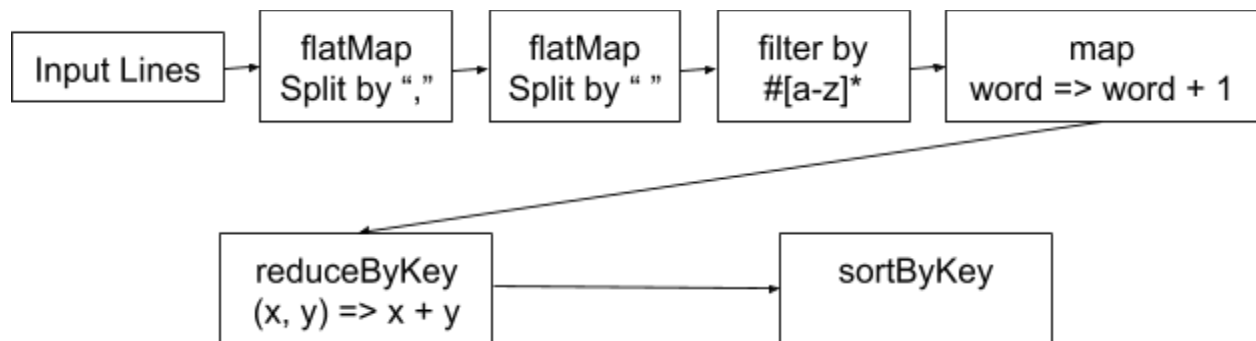 Input Lines
flatMap
Split by “,”
flatMap
Split by “ ”
filter by
#[a-z]*
map
word => word + 1
reduceByKey
(x, y) => x + y
sortByKey